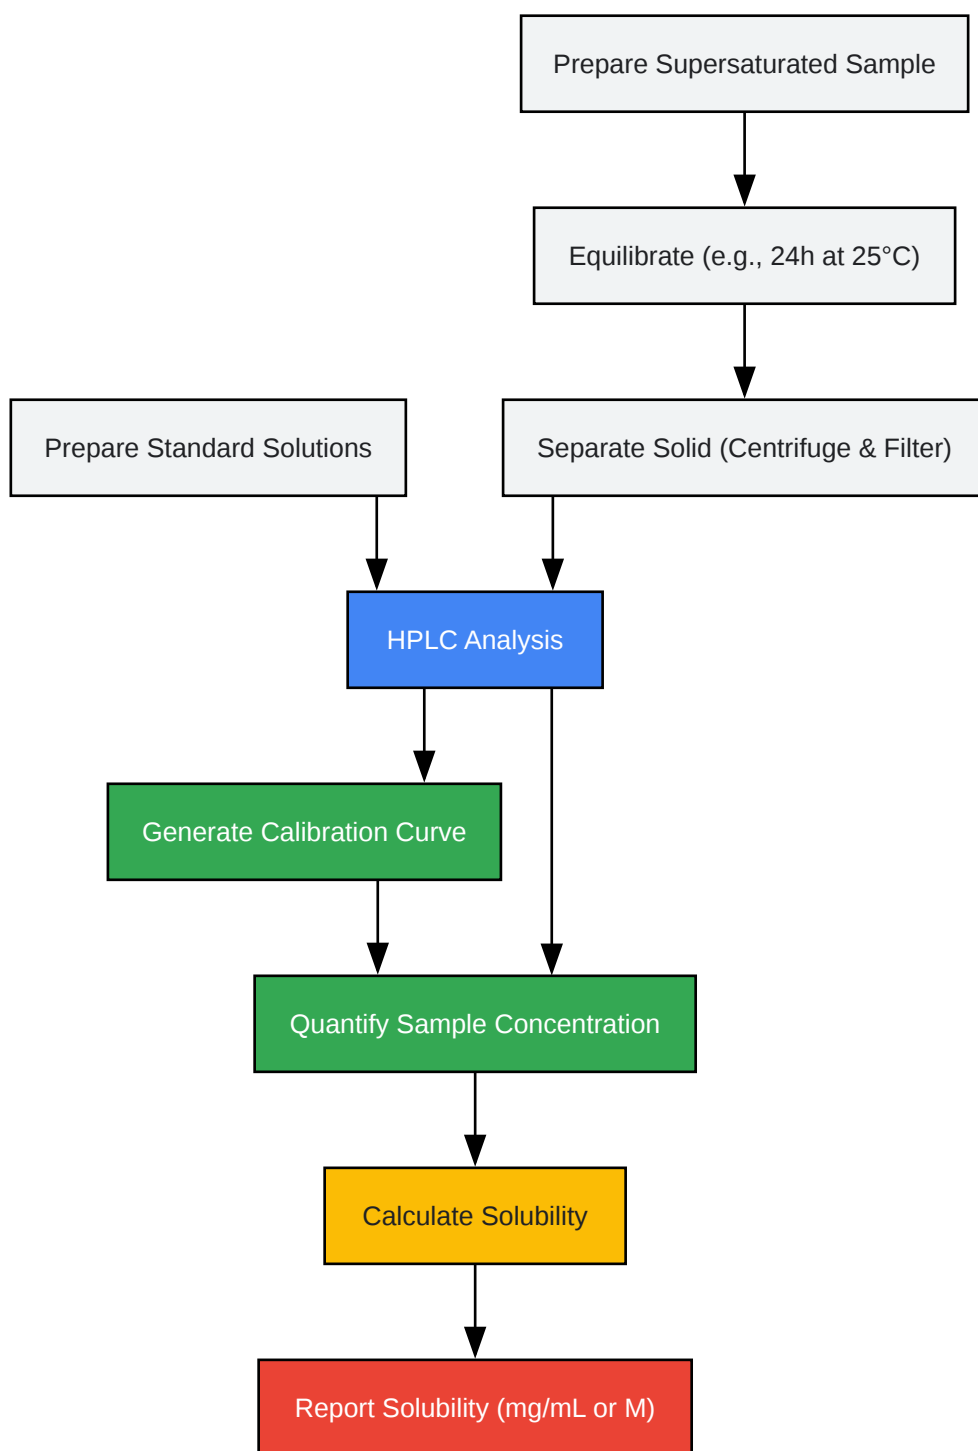 Prepare Supersaturated Sample
Equilibrate (e.g., 24h at 25°C)
Prepare Standard Solutions
Separate Solid (Centrifuge & Filter)
HPLC Analysis
Generate Calibration Curve
Quantify Sample Concentration
Calculate Solubility
Report Solubility (mg/mL or M)